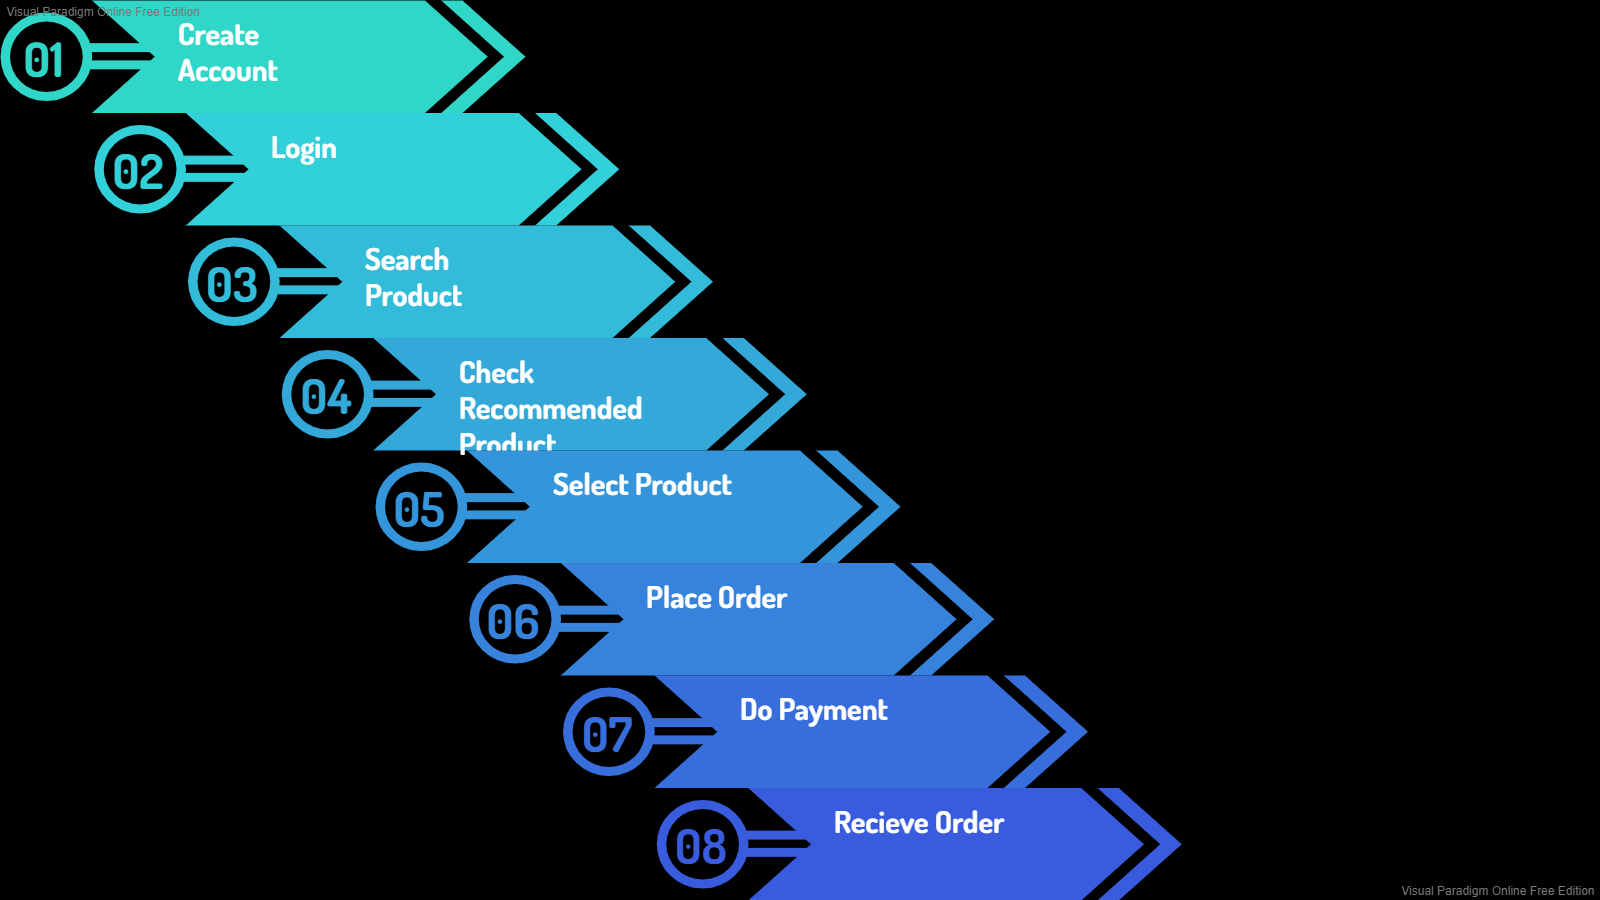 Visual Paradigm Online Free Edition
01
Create
Account
02
Login
03
Search
Product
04
Check
Recommended
Product
05
Select Product
06
Place Order
07
Do Payment
08
Recieve Order
Visual Paradigm Online Free Edition